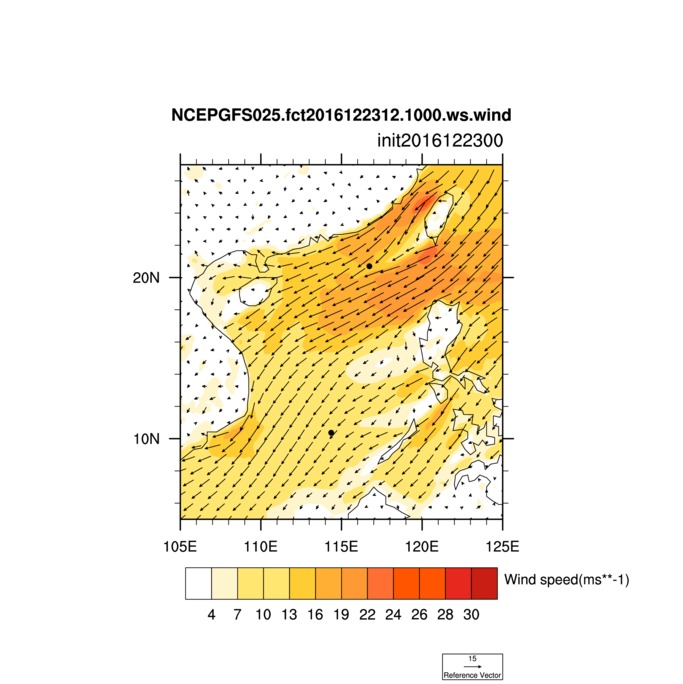 NCEPGFS025.fct2016122312.1000.ws.wind
init2016122300
20N
10N
105E 110E 115E 120E 125E
Wind speed(ms**-1)
4 7 10 13 16 19 22 24 26 28 30
15
Reference Vector